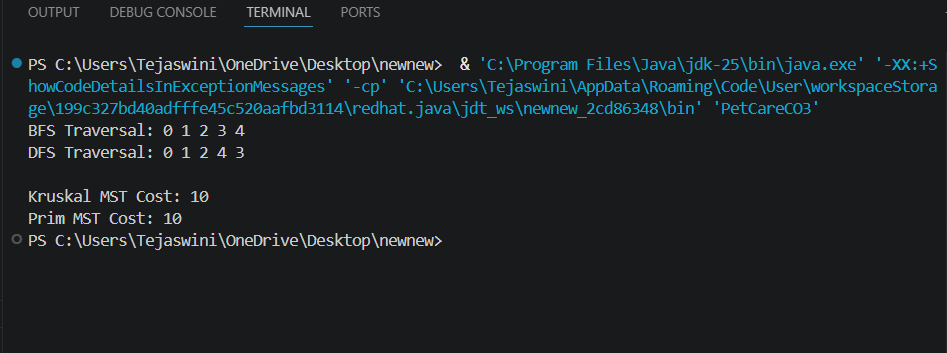 OUTPUT DEBUG CONSOLE TERMINAL PORTS
PS C:\Users\Tejaswini\OneDrive\Desktop\newnew>  & 'C:\Program Files\Java\jdk-25\bin\java.exe' '-XX:+S
howCodeDetailsInExceptionMessages' '-cp' 'C:\Users\Tejaswini\AppData\Roaming\Code\User\workspaceStora
ge\199c327bd40adfffe45c520aafbd3114\redhat.java\jdt_ws\newnew_2cd86348\bin' 'PetCareCO3'
BFS Traversal: 0 1 2 3 4
DFS Traversal: 0 1 2 4 3
Kruskal MST Cost: 10
Prim MST Cost: 10
PS C:\Users\Tejaswini\OneDrive\Desktop\newnew>